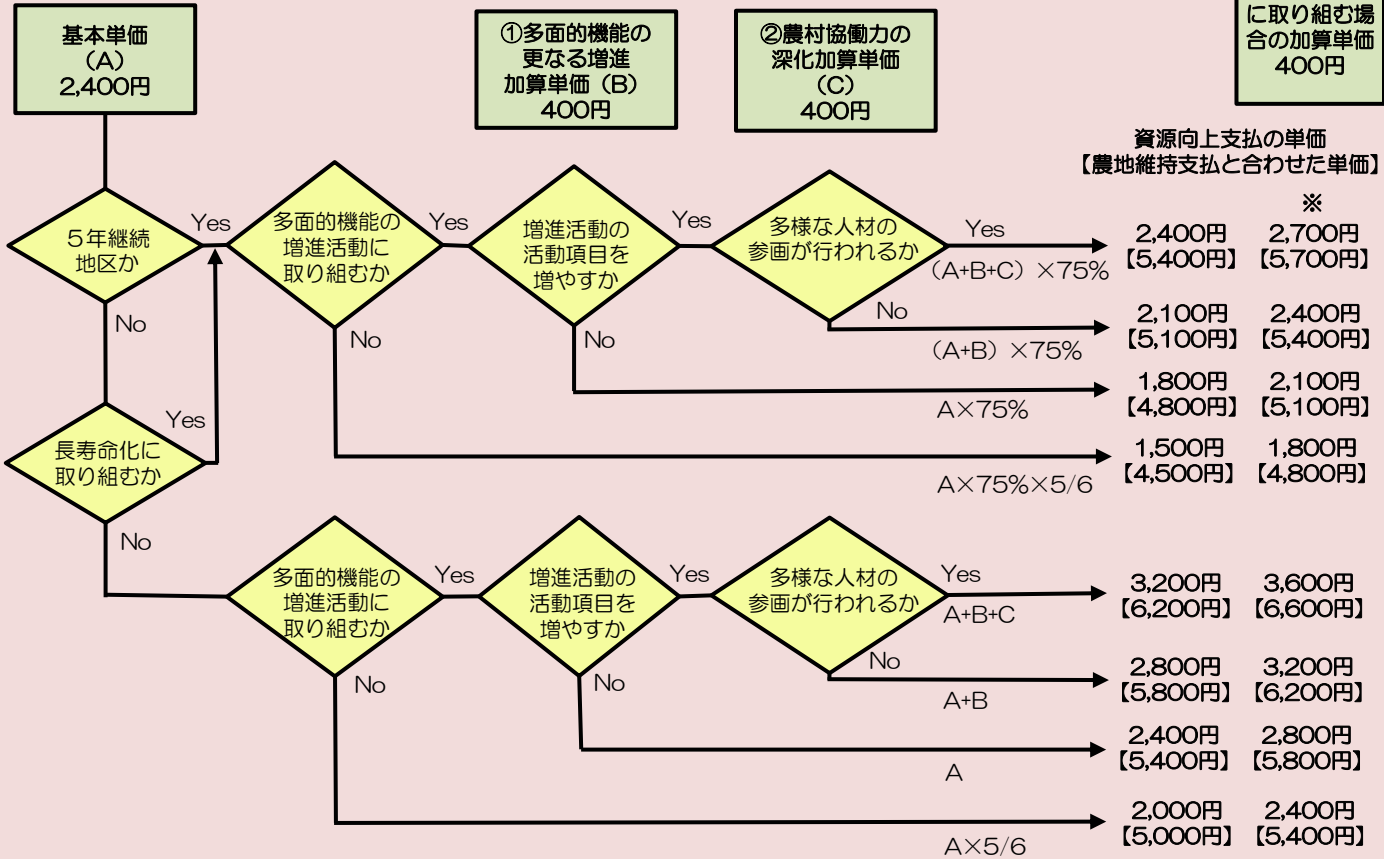 基本単価
(A)
2,400円
①多面的機能の
更なる増進
加算単価（B）
400円
②農村協働力の
深化加算単価
（C）
400円
に取り組む場
合の加算単価
400円
資源向上支払の単価
【農地維持支払と合わせた単価】
※
５年継続
地区か
Yes
No
多面的機能の
増進活動に
取り組むか
Yes
No
増進活動の
活動項目を
増やすか
Yes
No
多様な人材の
参画が行われるか
Yes
（A+B+C）×75%
No
（A+B）×75%
A×75%
A×75%×5/6
2,400円 2,700円
【5,400円】 【5,700円】
2,100円 2,400円
【5,100円】 【5,400円】
1,800円 2,100円
【4,800円】 【5,100円】
1,500円 1,800円
【4,500円】 【4,800円】
長寿命化に
取り組むか
Yes
No
多面的機能の
増進活動に
取り組むか
Yes
No
増進活動の
活動項目を
増やすか
Yes
No
多様な人材の
参画が行われるか
Yes
A+B+C
No
A+B
A
A×5/6
3,200円 3,600円
【6,200円】 【6,600円】
2,800円 3,200円
【5,800円】 【6,200円】
2,400円 2,800円
【5,400円】 【5,800円】
2,000円 2,400円
【5,000円】 【5,400円】